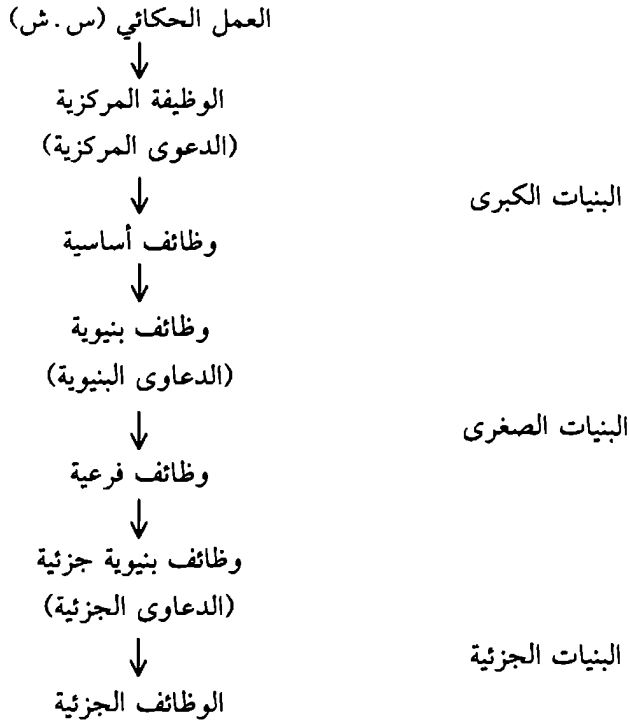 العمل الحكائي (س.ش)
الوظيفة المركزية
(الدعوى المركزية)
البنيات الكبرى
وظائف أساسية
وظائف بنيوية
(الدعاوى البنيوية)
البنيات الصغرى
وظائف فرعية
وظائف بنيوية جزئية
(الدعاوى الجزئية)
البنيات الجزئية
الوظائف الجزئية